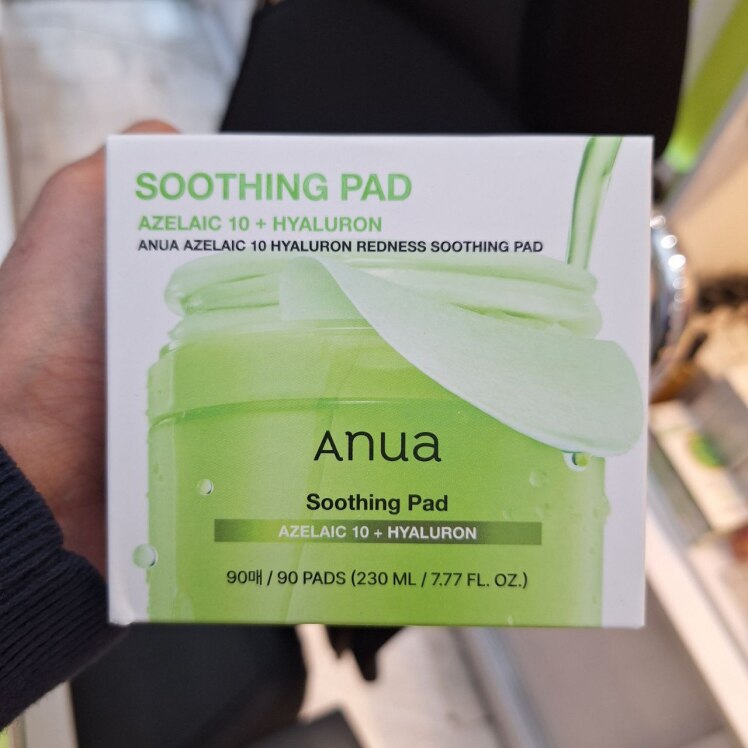 SOOTHING PAD
AZELAIC 10 + HYALURON
ANUA AZELAIC 10 HYALURON REDNESS SOOTHING PAD
Anua
Soothing Pad
AZELAIC 10 + HYALURON
90매 / 90 PADS (230 ML / 7.77 FL. OZ.)